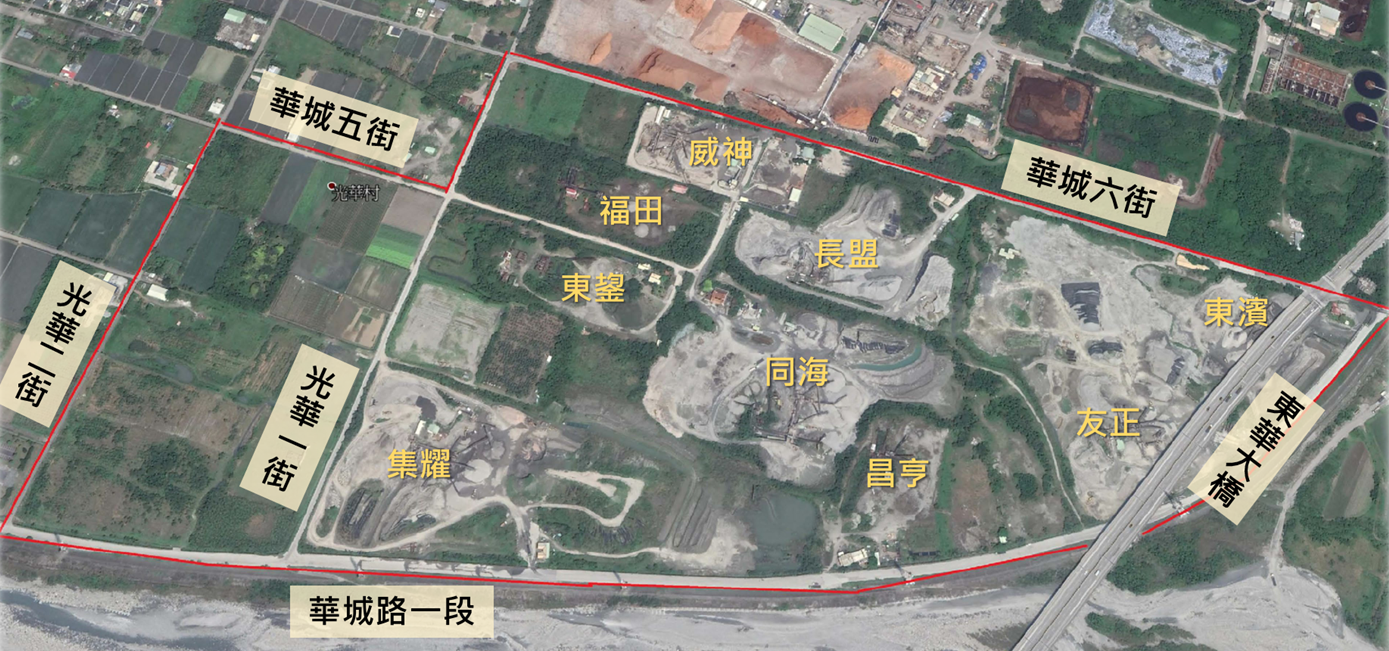 華城五街
威神
華城六街
光華村
福田
長盟
東鋆
東濱
光華二街
光華一街
同海
友正
東華大橋
集耀
昌亨
華城路一段